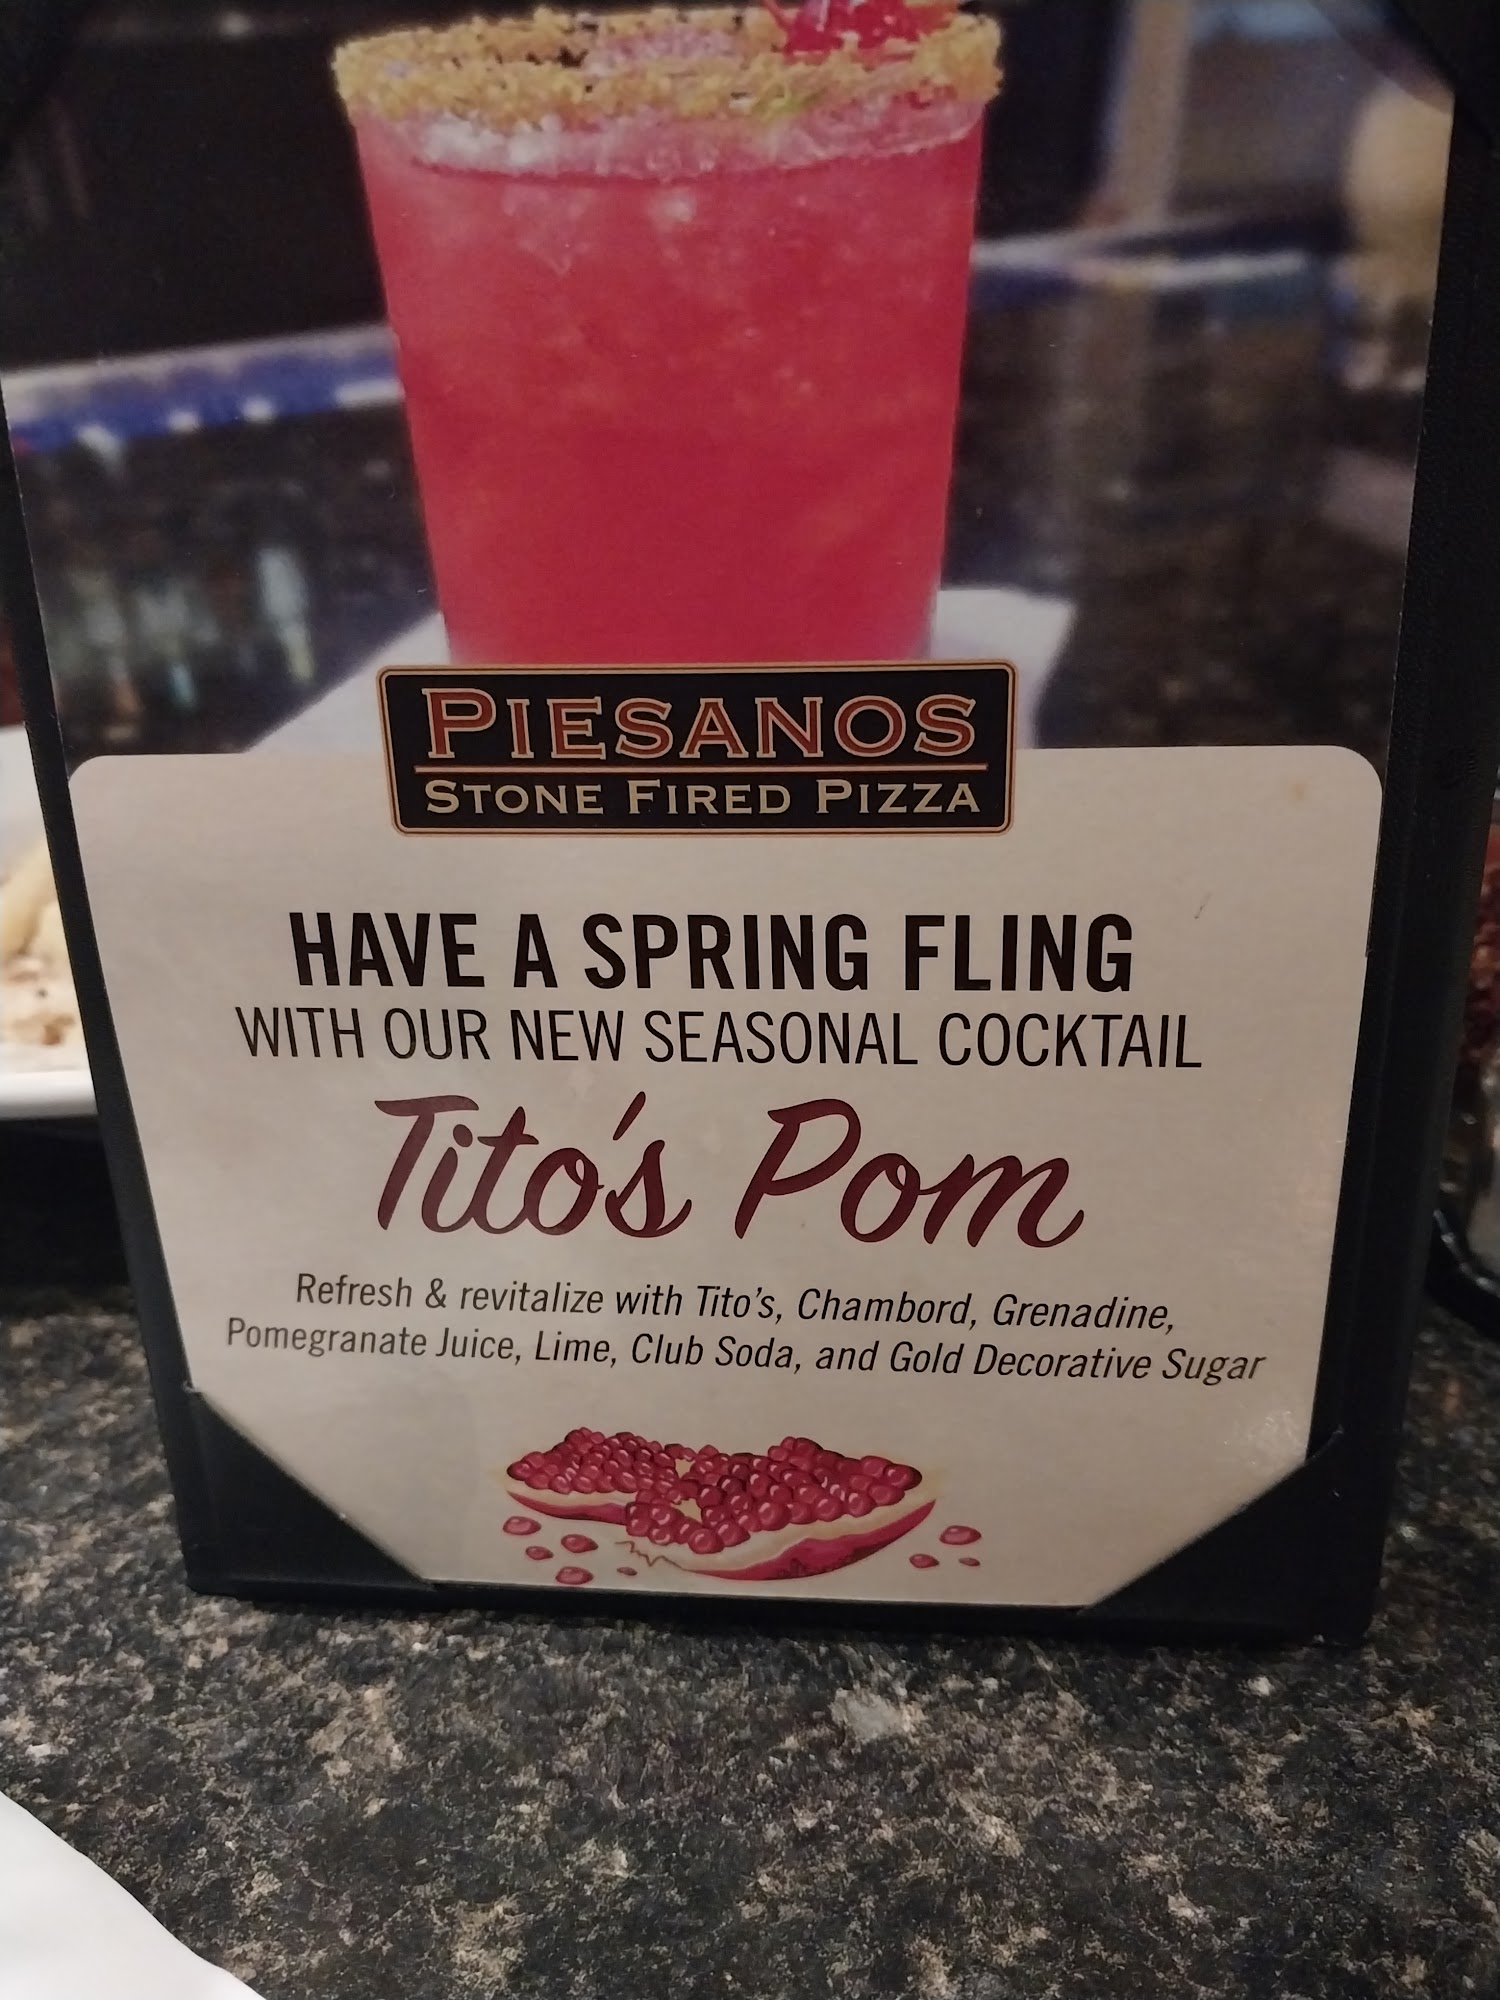 PIESANOS
STONE FIRED PIZZA
HAVE A SPRING FLING
WITH OUR NEW SEASONAL COCKTAIL
Tito's Pom
Refresh & revitalize with Tito's, Chambord, Grenadine,
Pomegranate Juice, Lime, Club Soda, and Gold Decorative Sugar